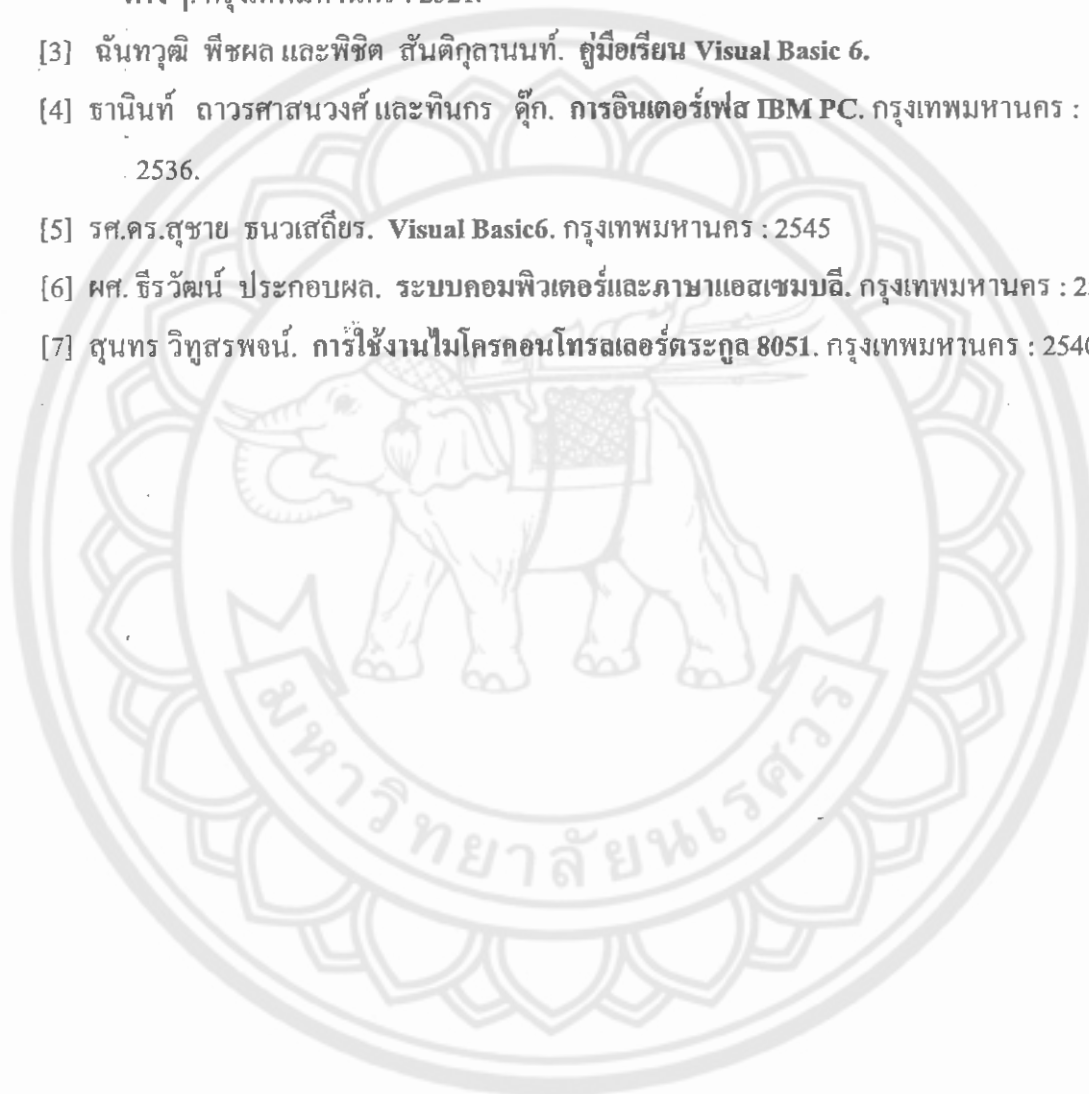 [3] ฉันทวุฒิ พีชผล และพิชิต สันติกุลานนท์. คู่มือเรียน Visual Basic 6.
[4] ธานินท์ ถาวรศาสนวงศ์ และทินกร ตุ๊ก. การอินเตอร์เฟส IBM PC. กรุงเทพมหานคร :
2536.
[5] รศ.ดร.สุชาย ธนวเสถียร. Visual Basic6. กรุงเทพมหานคร : 2545
[6] ผศ. ธีรวัฒน์ ประกอบผล. ระบบคอมพิวเตอร์และภาษาแอสเซมบลี. กรุงเทพมหานคร : 2
[7] สุนทร วิทูสรพจน์. การใช้งานไมโครคอนโทรลเลอร์ตระกูล 8051. กรุงเทพมหานคร : 2540
มหาวิทยาลัยนเรศวร